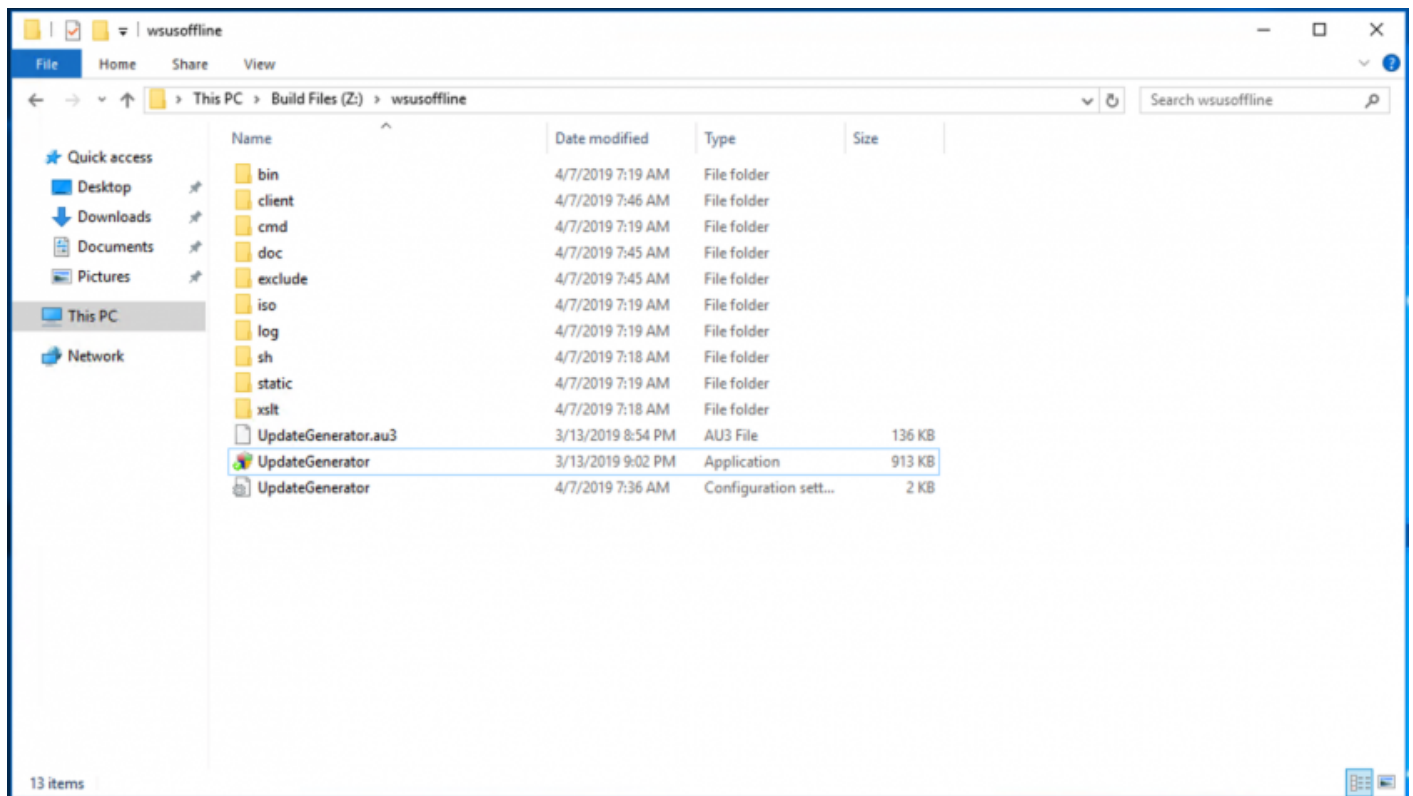 wsusoffline
File Home Share View
This PC > Build Files (Z:) > wsusoffline Search wsusoffline
Name Date modified Type Size
Quick access
Desktop
Downloads
Documents
Pictures
This PC
Network
bin 4/7/2019 7:19 AM File folder
client 4/7/2019 7:46 AM File folder
cmd 4/7/2019 7:19 AM File folder
doc 4/7/2019 7:45 AM File folder
exclude 4/7/2019 7:45 AM File folder
iso 4/7/2019 7:19 AM File folder
log 4/7/2019 7:19 AM File folder
sh 4/7/2019 7:18 AM File folder
static 4/7/2019 7:19 AM File folder
xslt 4/7/2019 7:18 AM File folder
UpdateGenerator.au3 3/13/2019 8:54 PM AU3 File 136 KB
UpdateGenerator 3/13/2019 9:02 PM Application 913 KB
UpdateGenerator 4/7/2019 7:36 AM Configuration sett... 2 KB
13 items